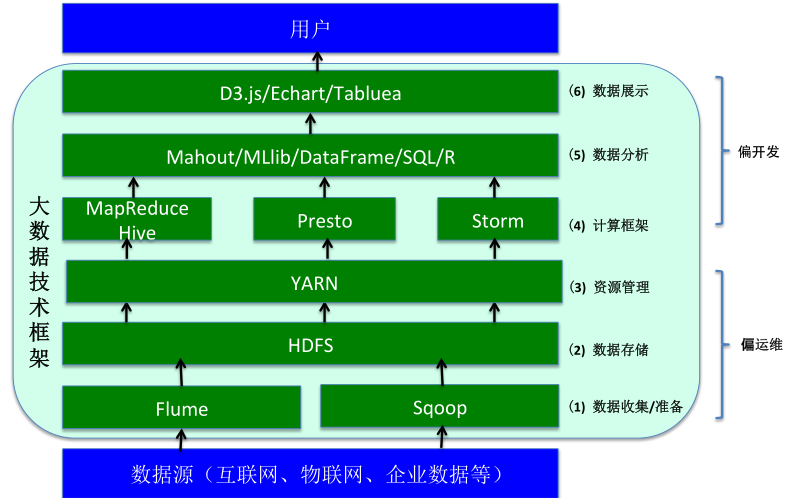 用户
D3.js/Echart/Tabluea
(6) 数据展示
Mahout/MLlib/DataFrame/SQL/R
(5) 数据分析
偏开发
MapReduce
Hive
Presto
Storm
(4) 计算框架
大数据技术框架
YARN
(3) 资源管理
HDFS
(2) 数据存储
偏运维
Flume
Sqoop
(1) 数据收集/准备
数据源（互联网、物联网、企业数据等）